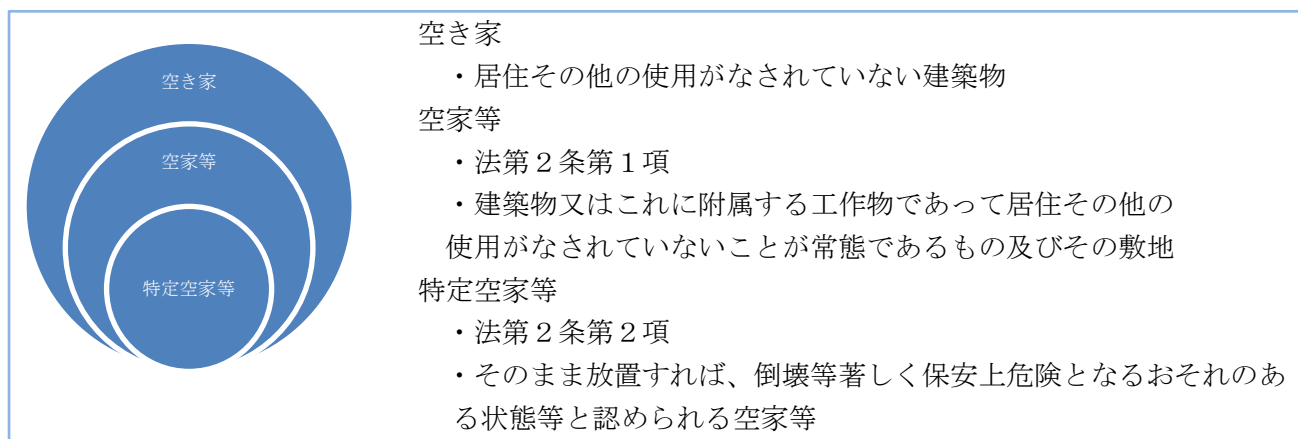 空き家
空家等
特定空家等
空き家
・居住その他の使用がなされていない建築物
空家等
・法第２条第１項
・建築物又はこれに附属する工作物であって居住その他の
使用がなされていないことが常態であるもの及びその敷地
特定空家等
・法第２条第２項
・そのまま放置すれば、倒壊等著しく保安上危険となるおそれのあ
る状態等と認められる空家等